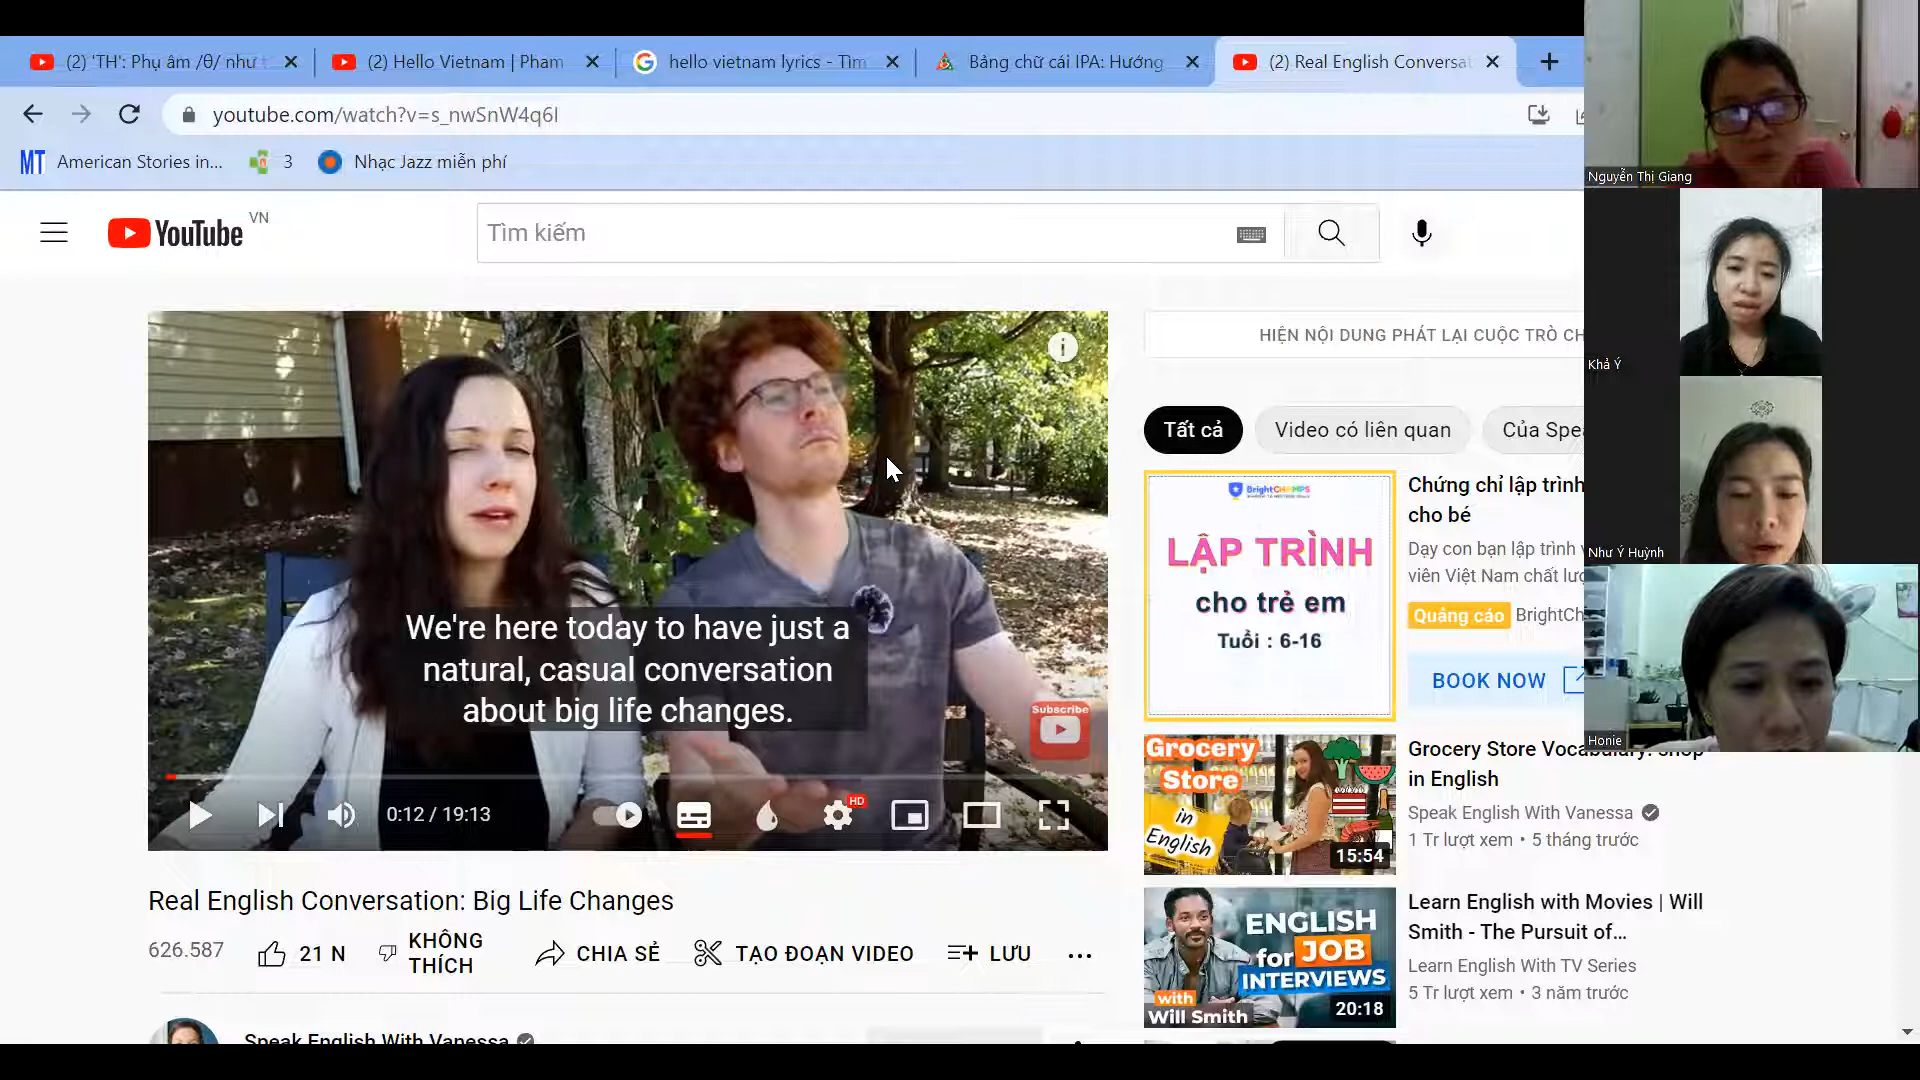 (2) 'TH': Phụ âm /θ/ như t
(2) Hello Vietnam | Pham
hello vietnam lyrics - Tìm
Bảng chữ cái IPA: Hướng
(2) Real English Conversat
youtube.com/watch?v=s_nwSnW4q6I
MT American Stories in...
3
Nhạc Jazz miễn phí
YouTube VN
Tìm kiếm
We're here today to have just a
natural, casual conversation
about big life changes.
Subscribe
0:12 / 19:13
HD
Real English Conversation: Big Life Changes
626.587
21 N
KHÔNG
THÍCH
CHIA SẺ
TẠO ĐOẠN VIDEO
LƯU
Speak English With Vanessa
HIỆN NỘI DUNG PHÁT LẠI CUỘC TRÒ CH
Tất cả
Video có liên quan
Của Spe
BrightCHAMPS
LẬP TRÌNH
cho trẻ em
Tuổi : 6-16
Chứng chỉ lập trình
cho bé
Dạy con bạn lập trình
viên Việt Nam chất lượ
Quảng cáo BrightCh
BOOK NOW
Grocery
Store
in
English
15:54
Grocery Store Vocabulary: shop
in English
Speak English With Vanessa
1 Tr lượt xem • 5 tháng trước
ENGLISH
for JOB
INTERVIEWS
with
Will Smith
20:18
Learn English with Movies | Will
Smith - The Pursuit of...
Learn English With TV Series
5 Tr lượt xem • 3 năm trước
Nguyễn Thị Giang
Khả Ý
Như Ý Huỳnh
Honie